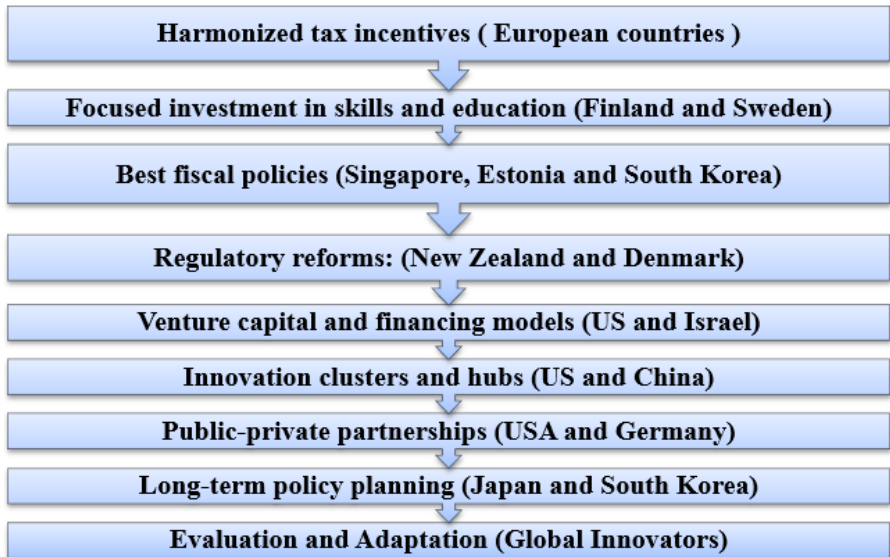 Harmonized tax incentives ( European countries )
Focused investment in skills and education (Finland and Sweden)
Best fiscal policies (Singapore, Estonia and South Korea)
Regulatory reforms: (New Zealand and Denmark)
Venture capital and financing models (US and Israel)
Innovation clusters and hubs (US and China)
Public-private partnerships (USA and Germany)
Long-term policy planning (Japan and South Korea)
Evaluation and Adaptation (Global Innovators)